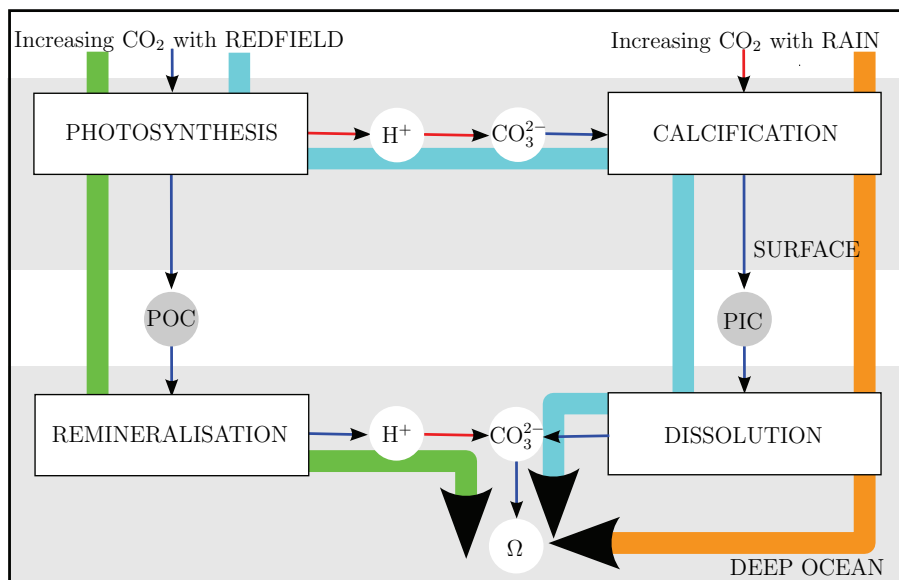 Increasing CO₂ with REDFIELD
Increasing CO₂ with RAIN
PHOTOSYNTHESIS
H⁺
CO₃²⁻
CALCIFICATION
SURFACE
POC
PIC
REMINERALISATION
H⁺
CO₃²⁻
DISSOLUTION
Ω
DEEP OCEAN